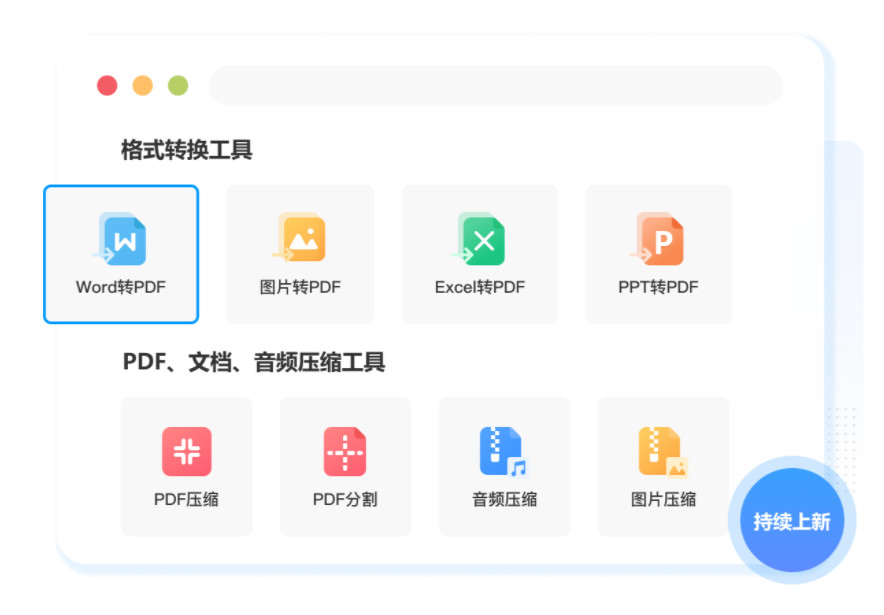 格式转换工具
Word转PDF
图片转PDF
Excel转PDF
PPT转PDF
PDF、文档、音频压缩工具
PDF压缩
PDF分割
音频压缩
图片压缩
持续上新